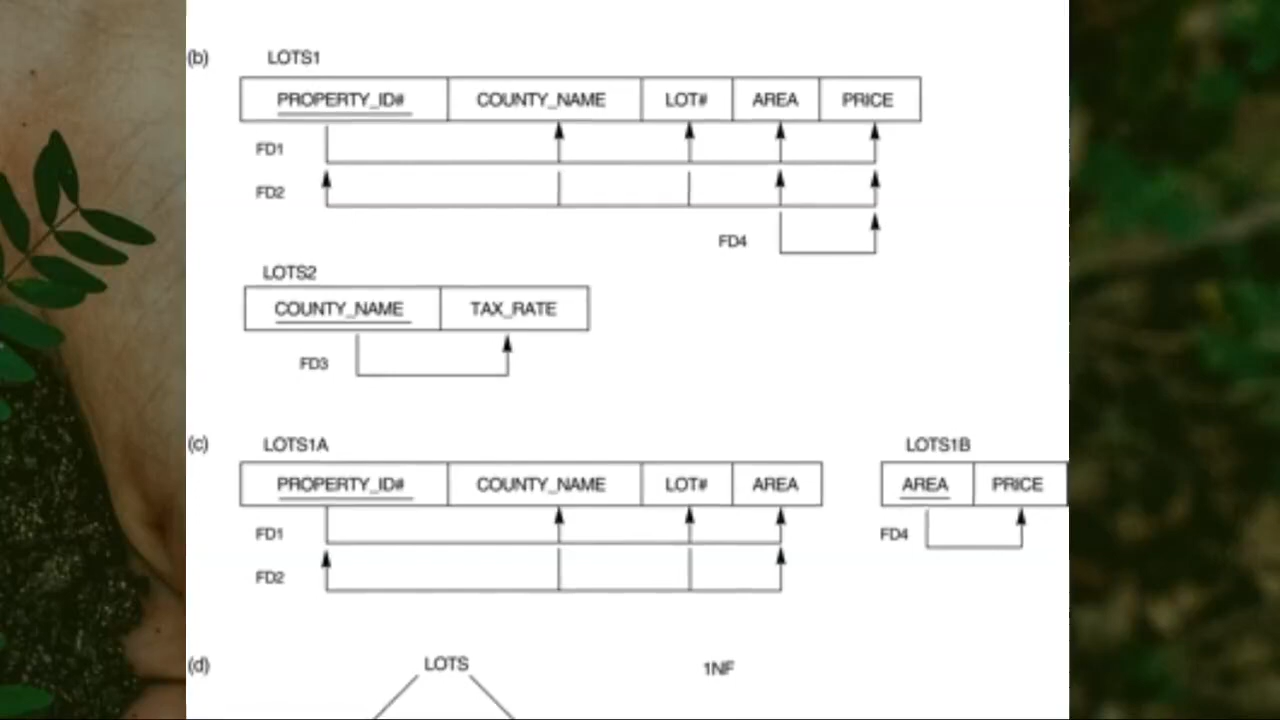 (b) LOTS1
PROPERTY_ID# COUNTY_NAME LOT# AREA PRICE
FD1
FD2
FD4
LOTS2
COUNTY_NAME TAX_RATE
FD3
(c) LOTS1A LOTS1B
PROPERTY_ID# COUNTY_NAME LOT# AREA AREA PRICE
FD1 FD4
FD2
(d) LOTS 1NF